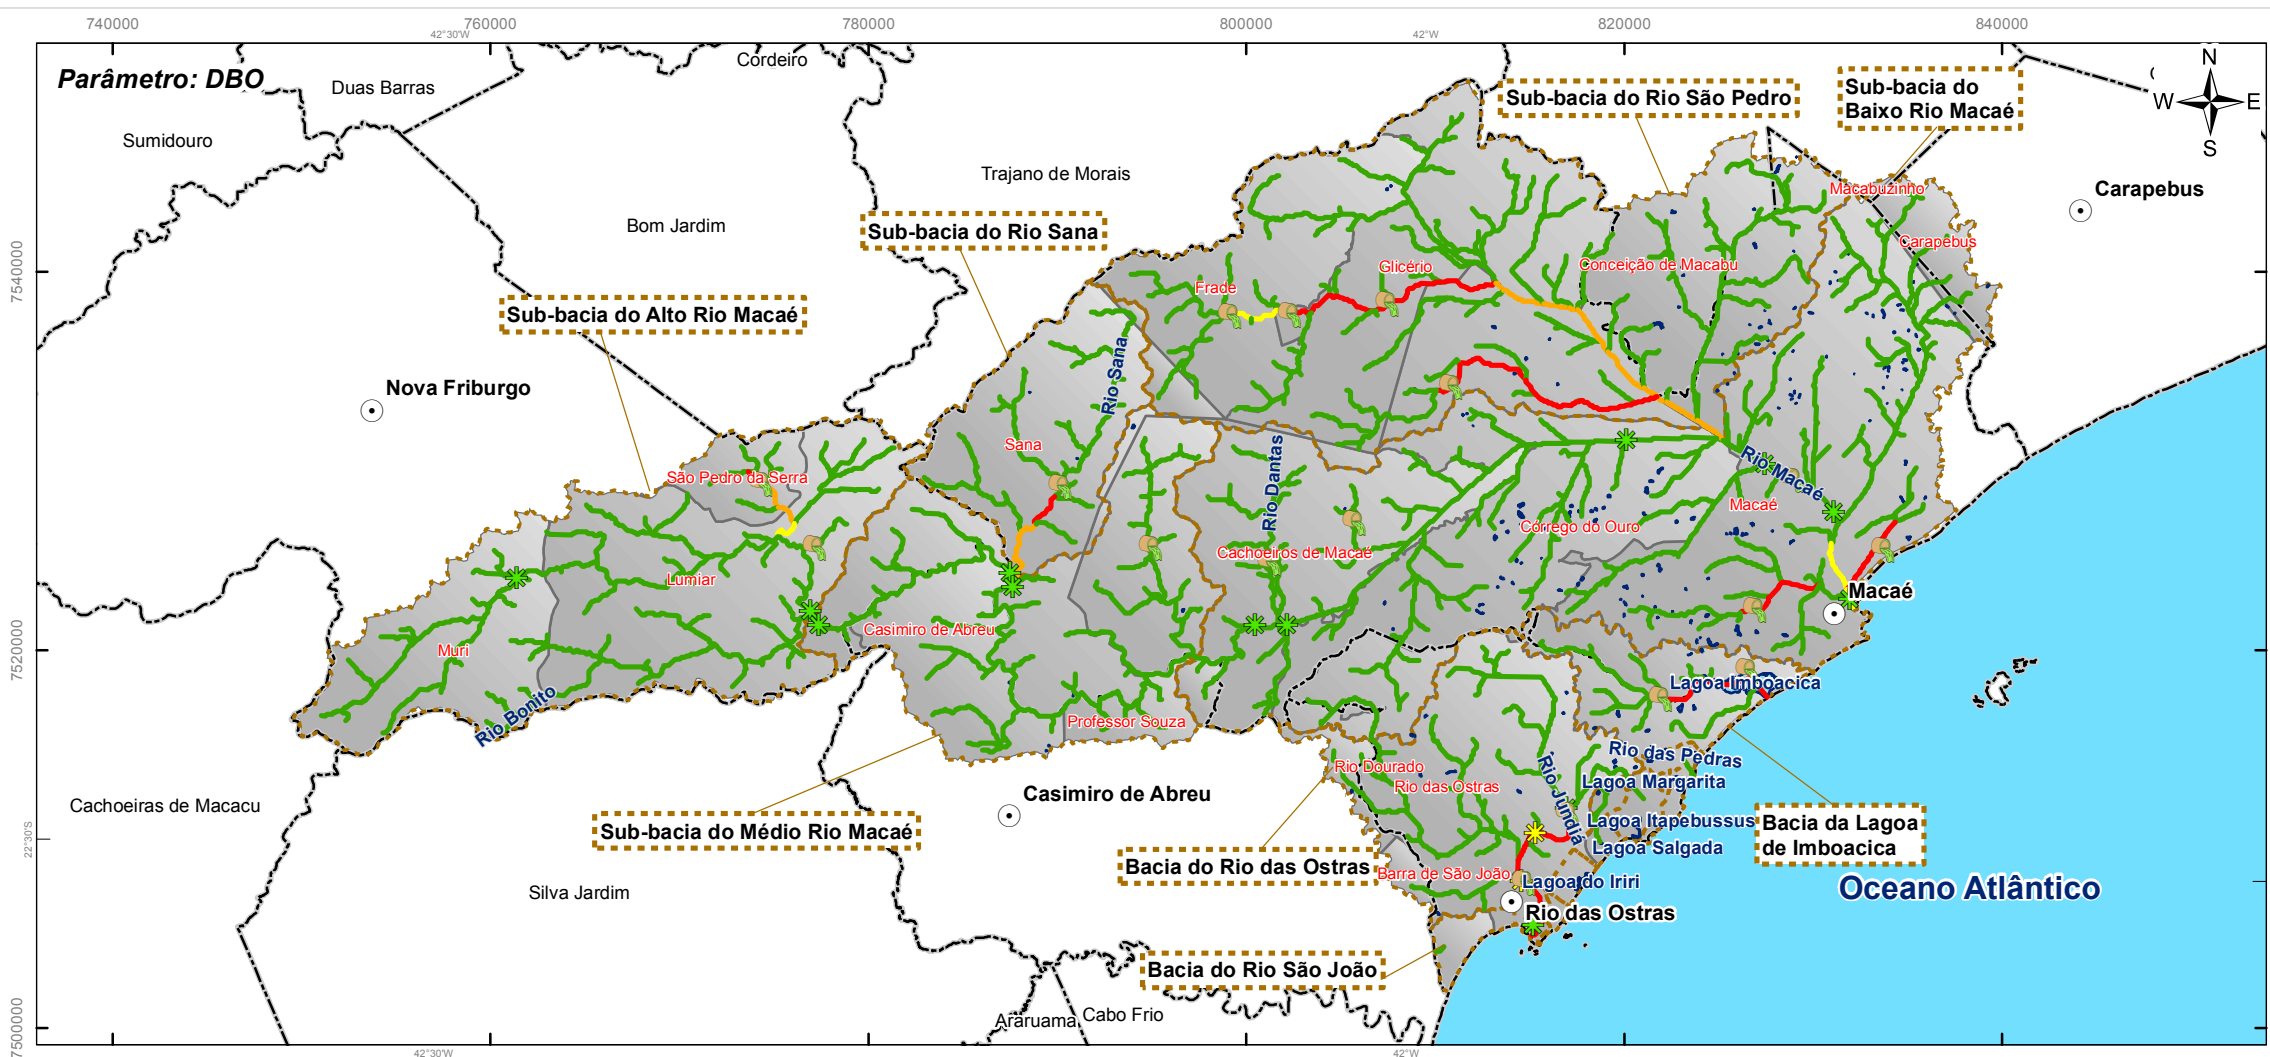 740000
760000
780000
800000
820000
840000
42°30'W
42°W
Parâmetro: DBO
Duas Barras
Cordeiro
Sumidouro
Trajano de Morais
Bom Jardim
Sub-bacia do Rio São Pedro
Sub-bacia do
Baixo Rio Macaé
N
W
E
S
Carapebus
Macabuzinho
Carapebus
Sub-bacia do Rio Sana
Conceição de Macabu
Glicério
Frade
7540000
Sub-bacia do Alto Rio Macaé
Nova Friburgo
Rio Sana
Sana
São Pedro da Serra
Rio Dantas
Rio Macaé
Macaé
Córrego do Ouro
Cachoeiros de Macaé
Lumiar
Macaé
Casimiro de Abreu
Muri
7520000
Rio Bonito
Lagoa Imboacica
Professor Souza
Rio das Pedras
Rio Dourado
Rio das Ostras
Rio Jundiá
Lagoa Margarita
Cachoeiras de Macacu
Casimiro de Abreu
Sub-bacia do Médio Rio Macaé
Lagoa Itapebussus
Lagoa Salgada
Bacia da Lagoa
de Imboacica
22°30'S
Bacia do Rio das Ostras
Barra de São João
Lagoa do Iriri
Oceano Atlântico
Silva Jardim
Rio das Ostras
Bacia do Rio São João
Araruama
Cabo Frio
7500000
42°30'W
42°W